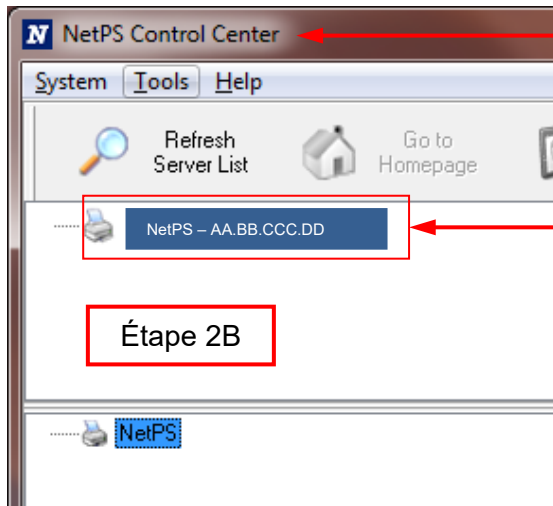 N NetPS Control Center
System Tools Help
Refresh
Server List
Go to
Homepage
NetPS – AA.BB.CCC.DD
Étape 2B
NetPS